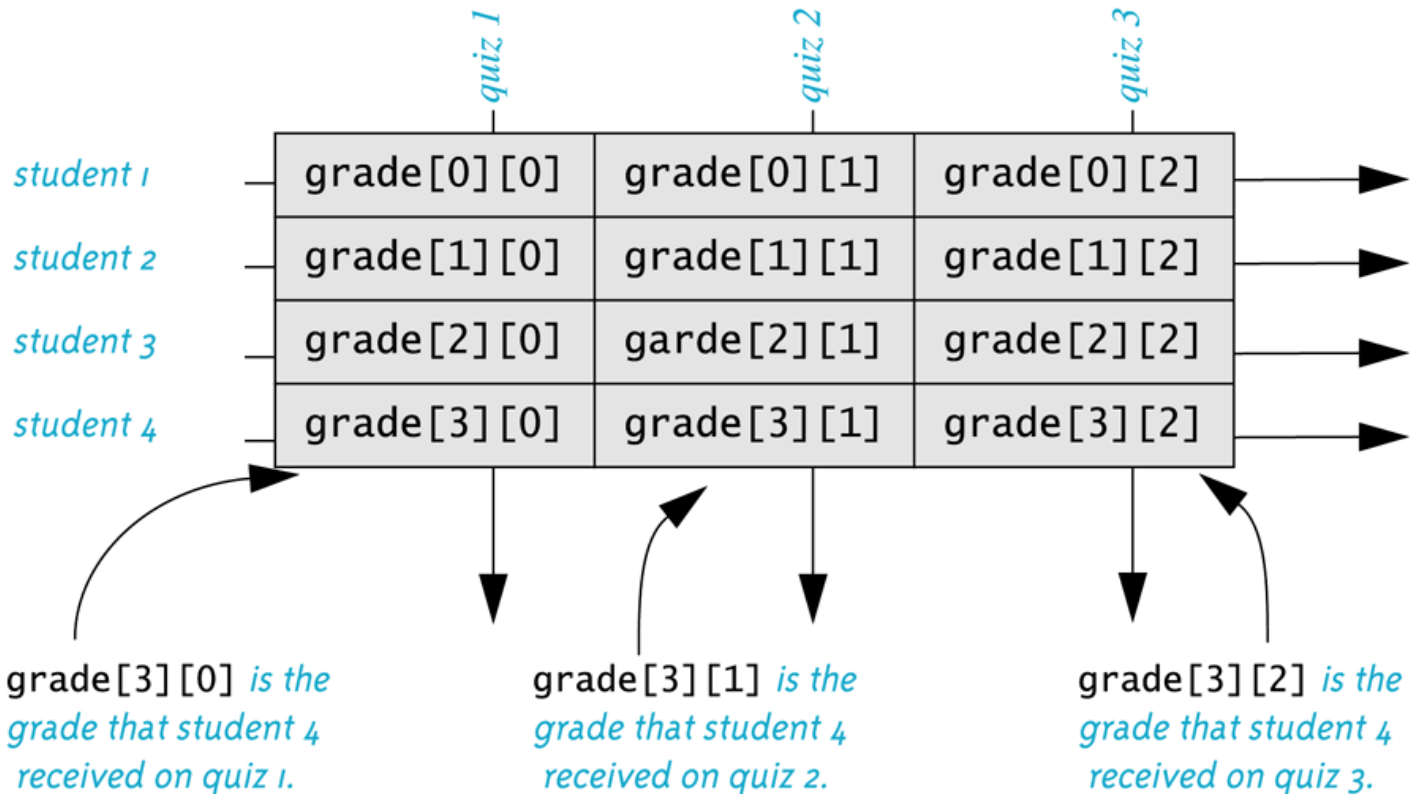 quiz 1
quiz 2
quiz 3
student 1
grade[0][0]
grade[0][1]
grade[0][2]
student 2
grade[1][0]
grade[1][1]
grade[1][2]
student 3
grade[2][0]
garde[2][1]
grade[2][2]
student 4
grade[3][0]
grade[3][1]
grade[3][2]
grade[3][0] is the
grade that student 4
received on quiz 1.
grade[3][1] is the
grade that student 4
received on quiz 2.
grade[3][2] is the
grade that student 4
received on quiz 3.